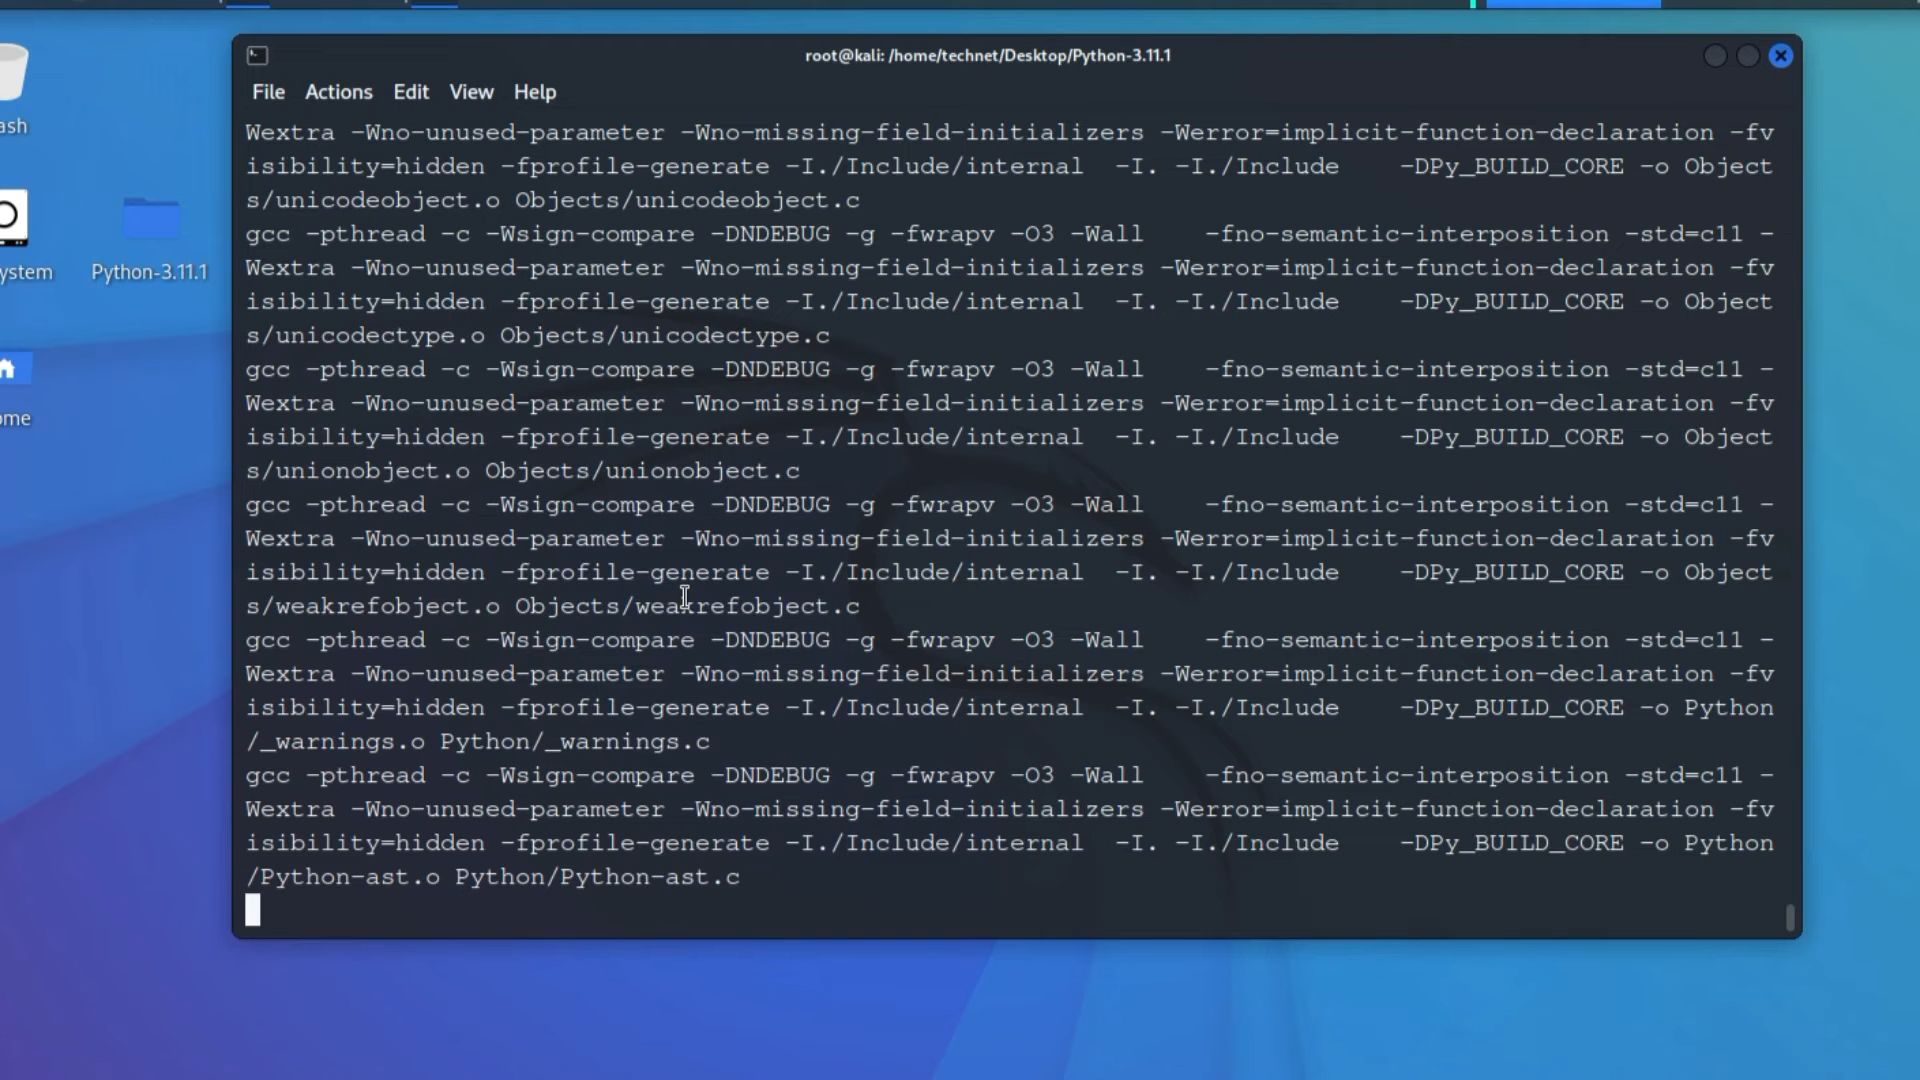 root@kali: /home/technet/Desktop/Python-3.11.1
File Actions Edit View Help
Wextra -Wno-unused-parameter -Wno-missing-field-initializers -Werror=implicit-function-declaration -fv
isibility=hidden -fprofile-generate -I./Include/internal  -I. -I./Include    -DPy_BUILD_CORE -o Object
s/unicodeobject.o Objects/unicodeobject.c
gcc -pthread -c -Wsign-compare -DNDEBUG -g -fwrapv -O3 -Wall    -fno-semantic-interposition -std=c11 -
Wextra -Wno-unused-parameter -Wno-missing-field-initializers -Werror=implicit-function-declaration -fv
isibility=hidden -fprofile-generate -I./Include/internal  -I. -I./Include    -DPy_BUILD_CORE -o Object
s/unicodectype.o Objects/unicodectype.c
gcc -pthread -c -Wsign-compare -DNDEBUG -g -fwrapv -O3 -Wall    -fno-semantic-interposition -std=c11 -
Wextra -Wno-unused-parameter -Wno-missing-field-initializers -Werror=implicit-function-declaration -fv
isibility=hidden -fprofile-generate -I./Include/internal  -I. -I./Include    -DPy_BUILD_CORE -o Object
s/unionobject.o Objects/unionobject.c
gcc -pthread -c -Wsign-compare -DNDEBUG -g -fwrapv -O3 -Wall    -fno-semantic-interposition -std=c11 -
Wextra -Wno-unused-parameter -Wno-missing-field-initializers -Werror=implicit-function-declaration -fv
isibility=hidden -fprofile-generate -I./Include/internal  -I. -I./Include    -DPy_BUILD_CORE -o Object
s/weakrefobject.o Objects/weakrefobject.c
gcc -pthread -c -Wsign-compare -DNDEBUG -g -fwrapv -O3 -Wall    -fno-semantic-interposition -std=c11 -
Wextra -Wno-unused-parameter -Wno-missing-field-initializers -Werror=implicit-function-declaration -fv
isibility=hidden -fprofile-generate -I./Include/internal  -I. -I./Include    -DPy_BUILD_CORE -o Python
/_warnings.o Python/_warnings.c
gcc -pthread -c -Wsign-compare -DNDEBUG -g -fwrapv -O3 -Wall    -fno-semantic-interposition -std=c11 -
Wextra -Wno-unused-parameter -Wno-missing-field-initializers -Werror=implicit-function-declaration -fv
isibility=hidden -fprofile-generate -I./Include/internal  -I. -I./Include    -DPy_BUILD_CORE -o Python
/Python-ast.o Python/Python-ast.c
ash
ystem
Python-3.11.1
ome